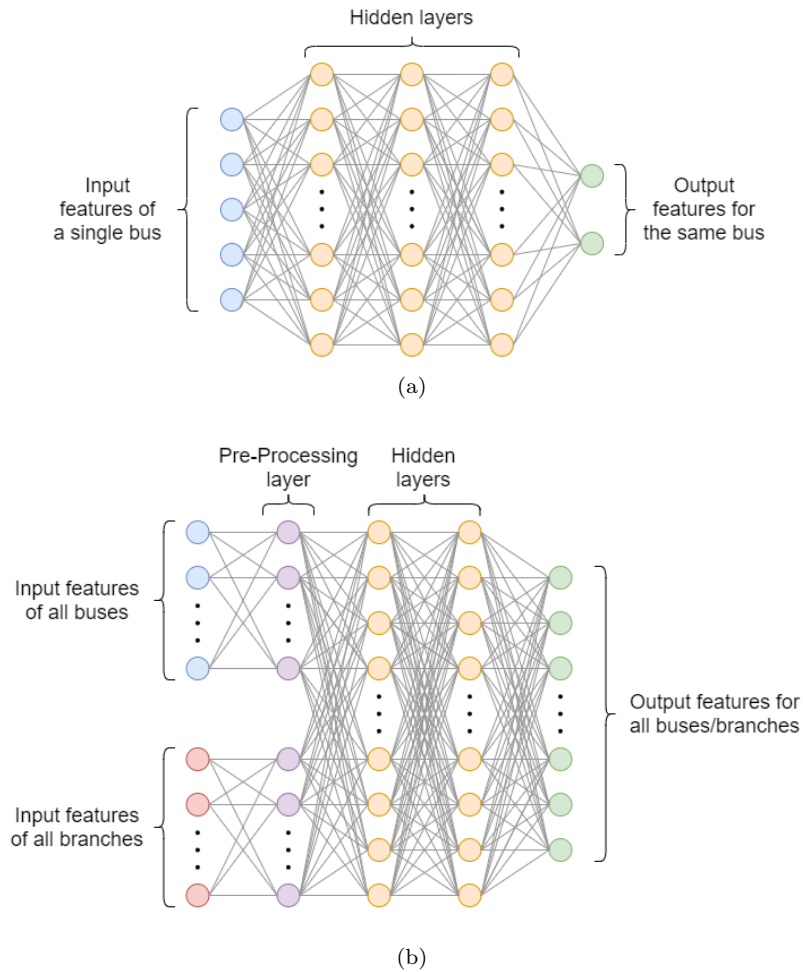 Hidden layers
Input
features of
a single bus
Output
features for
the same bus
(a)
Pre-Processing
layer
Hidden
layers
Input features
of all buses
Output features for
all buses/branches
Input features
of all branches
(b)